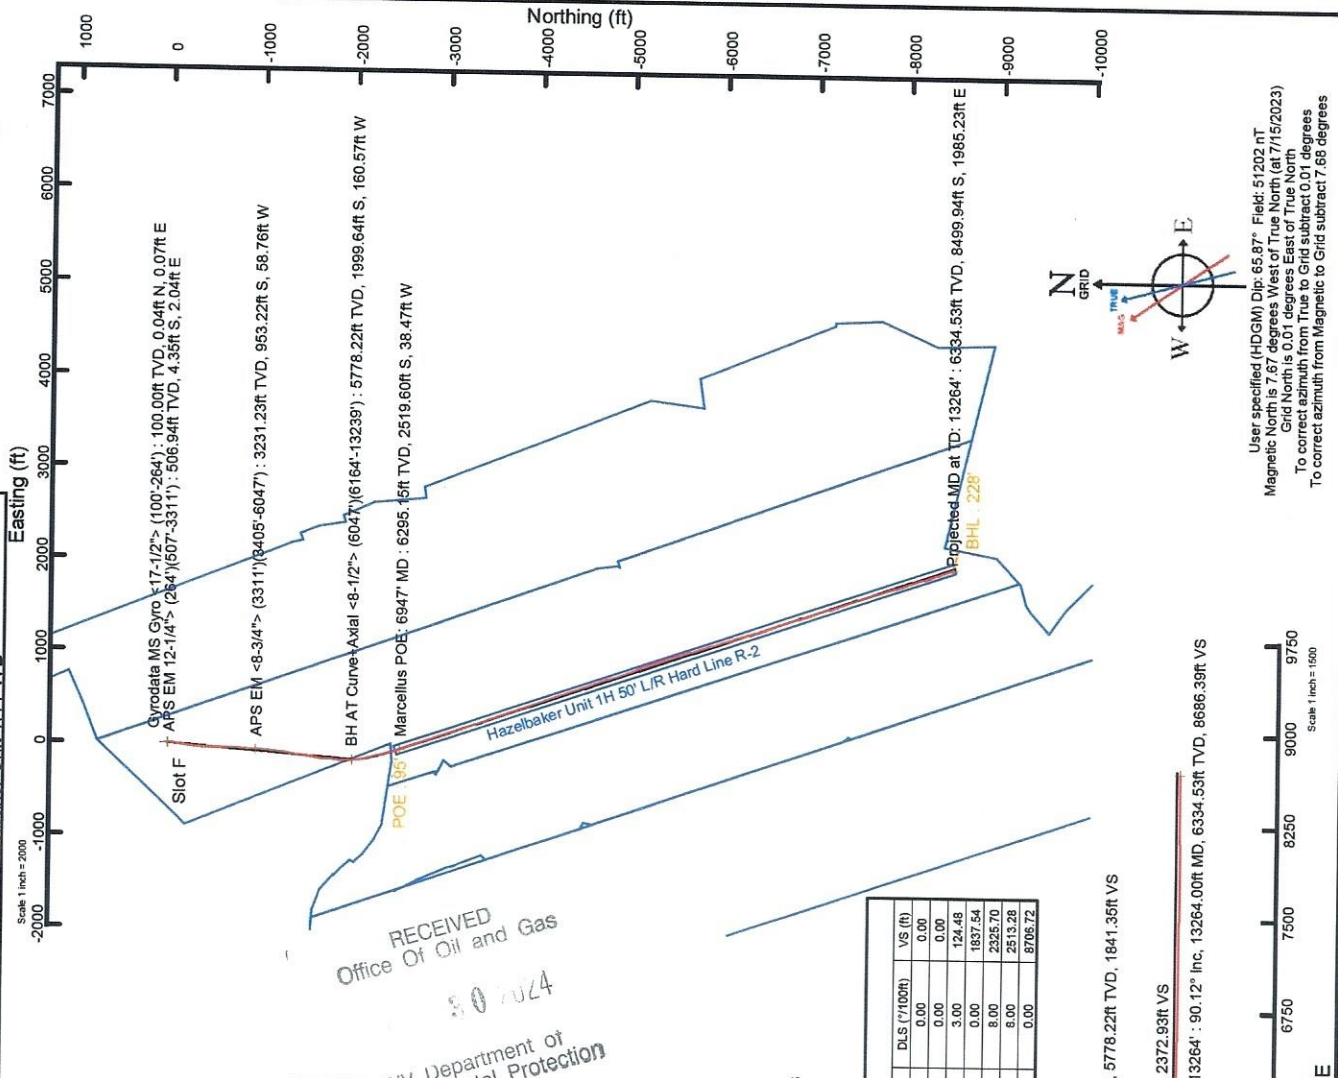 Northing (ft)
1000
0
-1000
-2000
-3000
-4000
-5000
-6000
-7000
-8000
-9000
-1000
Scale 1 inch = 2000
Easting (ft)
-2000
-1000
0
1000
2000
3000
4000
5000
6000
7000
Gyrodata MS Gyro <17-1/2"> (100'-264') : 100.00ft TVD, 0.04ft N, 0.07ft E
APS EM 12-1/4"> (264')(507'-3311') : 506.94ft TVD, 4.35ft S, 2.04ft E
APS EM <8-3/4"> (3311')(3405'-6047') : 3231.23ft TVD, 953.22ft S, 58.76ft W
BH AT Curve+Axial <8-1/2"> (6047')(6164'-13239') : 5778.22ft TVD, 1999.64ft S, 160.57ft W
Marcellus POE: 6947' MD : 6295.15ft TVD, 2519.60ft S, 38.47ft W
Projected MD at TD: 13264' : 6334.53ft TVD, 8499.94ft S, 1985.23ft E
Slot F
POE : 95'
BHL : 228'
Hazelbaker Unit 1H 50' L/R Hard Line R-2
N
GRID
TRUE
MAG
W
E
User specified (HDGM) Dip: 65.87° Field: 51202 nT
Magnetic North is 7.67 degrees West of True North (at 7/15/2023)
Grid North is 0.01 degrees East of True North
To correct azimuth from True to Grid subtract 0.01 degrees
To correct azimuth from Magnetic to Grid subtract 7.68 degrees
RECEIVED
Office Of Oil and Gas
30 2024
Department of
Protection
DLS (°/100ft) VS (ft)
0.00 0.00
0.00 0.00
3.00 124.48
0.00 1837.54
8.00 2325.70
8.00 2513.28
0.00 8706.72
, 5778.22ft TVD, 1841.35ft VS
2372.93ft VS
13264' : 90.12° Inc, 13264.00ft MD, 6334.53ft TVD, 8686.39ft VS
6750
7500
8250
9000
9750
Scale 1 inch = 1500
E